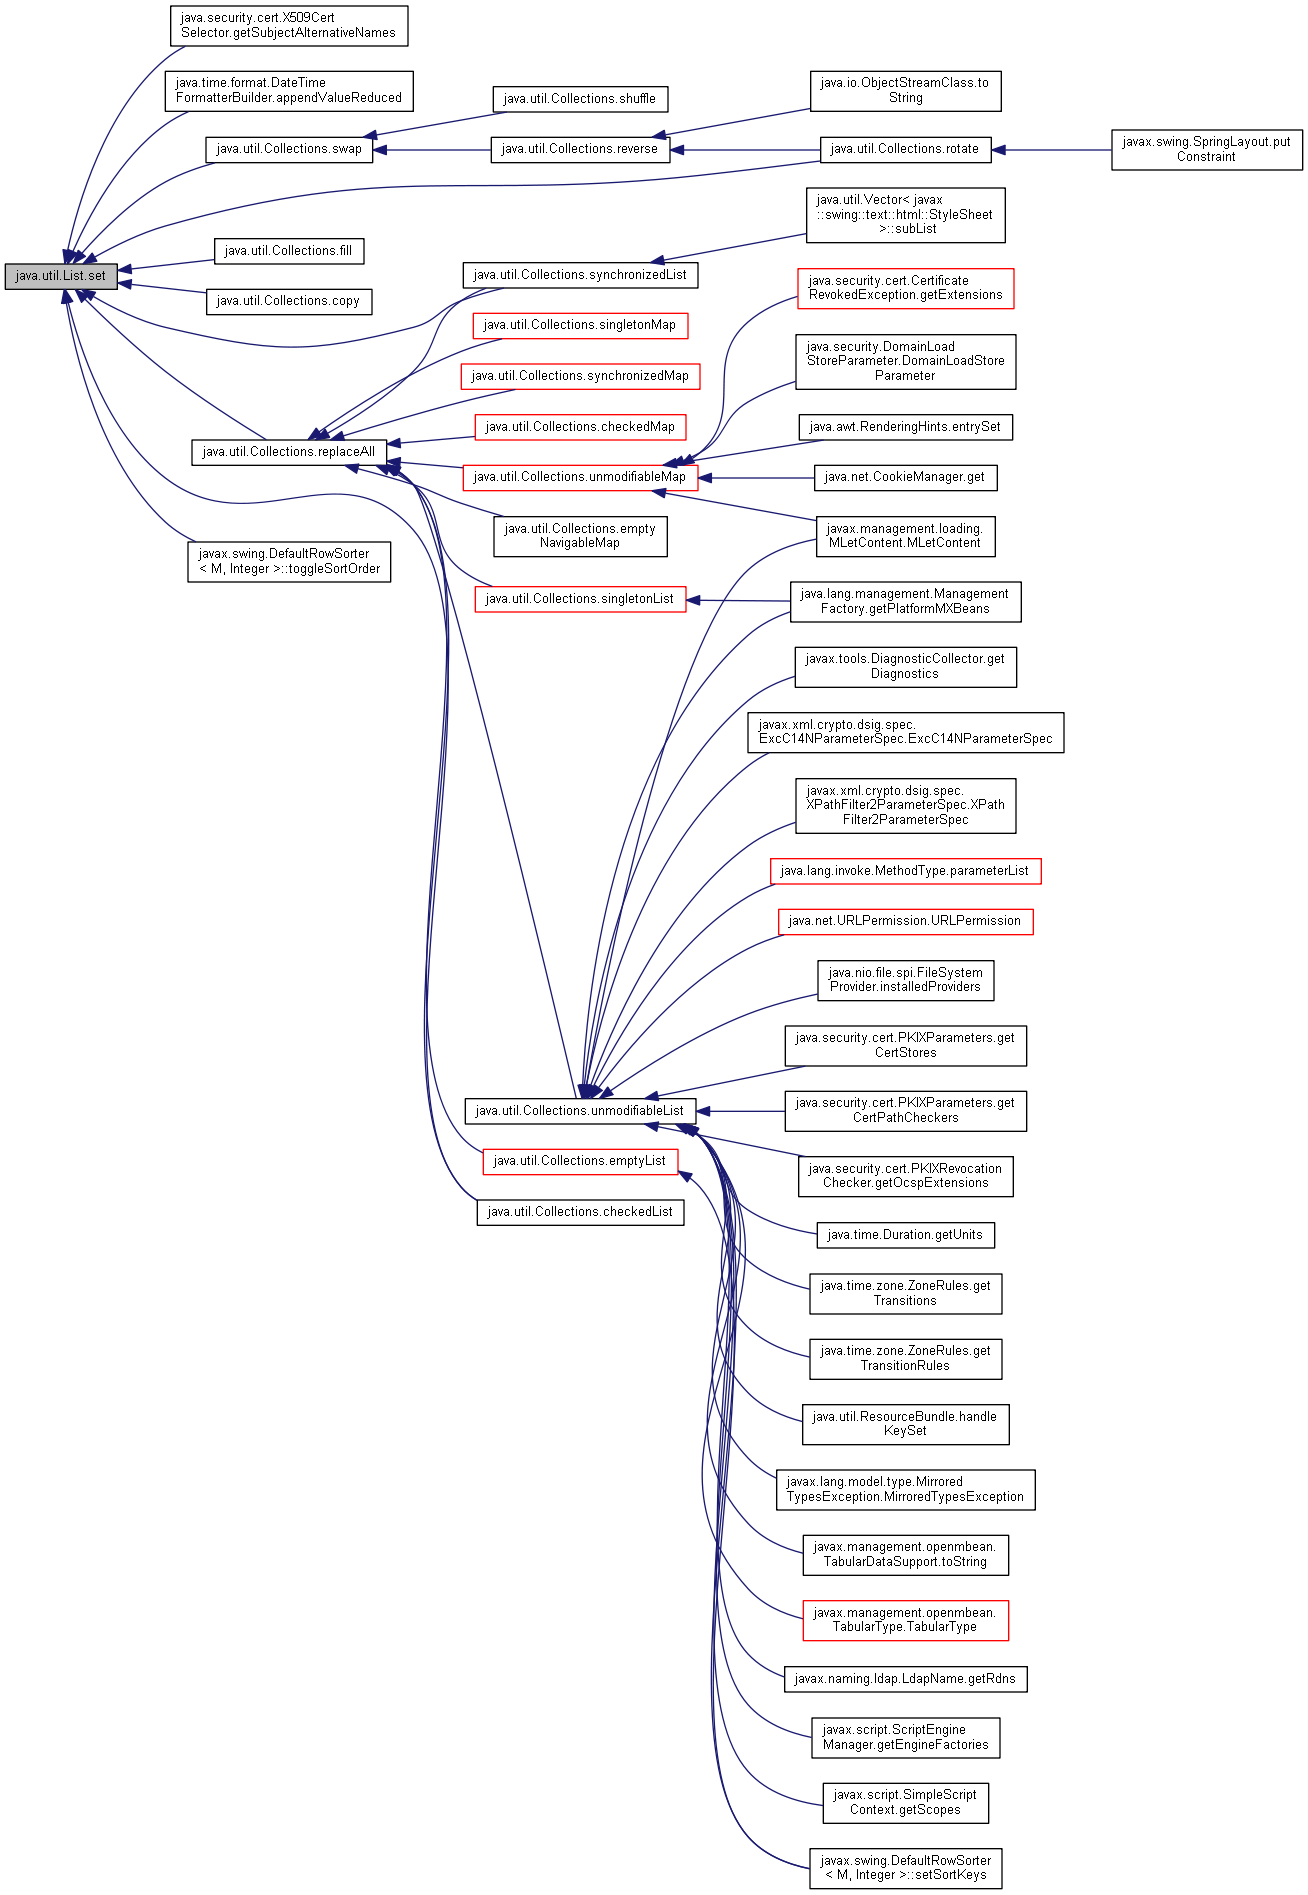 java.security.cert.X509Cert
Selector.getSubjectAlternativeNames
java.time.format.DateTime
FormatterBuilder.appendValueReduced
java.util.Collections.swap
java.util.Collections.shuffle
java.util.Collections.reverse
java.io.ObjectStreamClass.to
String
java.util.Collections.rotate
javax.swing.SpringLayout.put
Constraint
java.util.List.set
java.util.Collections.fill
java.util.Collections.copy
java.util.Vector< javax
::swing::text::html::StyleSheet
>::subList
java.util.Collections.synchronizedList
java.util.Collections.singletonMap
java.util.Collections.synchronizedMap
java.util.Collections.checkedMap
java.util.Collections.replaceAll
java.util.Collections.unmodifiableMap
java.security.cert.Certificate
RevokedException.getExtensions
java.security.DomainLoad
StoreParameter.DomainLoadStore
Parameter
java.awt.RenderingHints.entrySet
java.net.CookieManager.get
javax.management.loading.
MLetContent.MLetContent
java.util.Collections.empty
NavigableMap
javax.swing.DefaultRowSorter
< M, Integer >::toggleSortOrder
java.util.Collections.singletonList
java.lang.management.Management
Factory.getPlatformMXBeans
javax.tools.DiagnosticCollector.get
Diagnostics
javax.xml.crypto.dsig.spec.
ExcC14NParameterSpec.ExcC14NParameterSpec
javax.xml.crypto.dsig.spec.
XPathFilter2ParameterSpec.XPath
Filter2ParameterSpec
java.lang.invoke.MethodType.parameterList
java.net.URLPermission.URLPermission
java.nio.file.spi.FileSystem
Provider.installedProviders
java.security.cert.PKIXParameters.get
CertStores
java.util.Collections.unmodifiableList
java.security.cert.PKIXParameters.get
CertPathCheckers
java.util.Collections.emptyList
java.security.cert.PKIXRevocation
Checker.getOcspExtensions
java.util.Collections.checkedList
java.time.Duration.getUnits
java.time.zone.ZoneRules.get
Transitions
java.time.zone.ZoneRules.get
TransitionRules
java.util.ResourceBundle.handle
KeySet
javax.lang.model.type.Mirrored
TypesException.MirroredTypesException
javax.management.openmbean.
TabularDataSupport.toString
javax.management.openmbean.
TabularType.TabularType
javax.naming.ldap.LdapName.getRdns
javax.script.ScriptEngine
Manager.getEngineFactories
javax.script.SimpleScript
Context.getScopes
javax.swing.DefaultRowSorter
< M, Integer >::setSortKeys